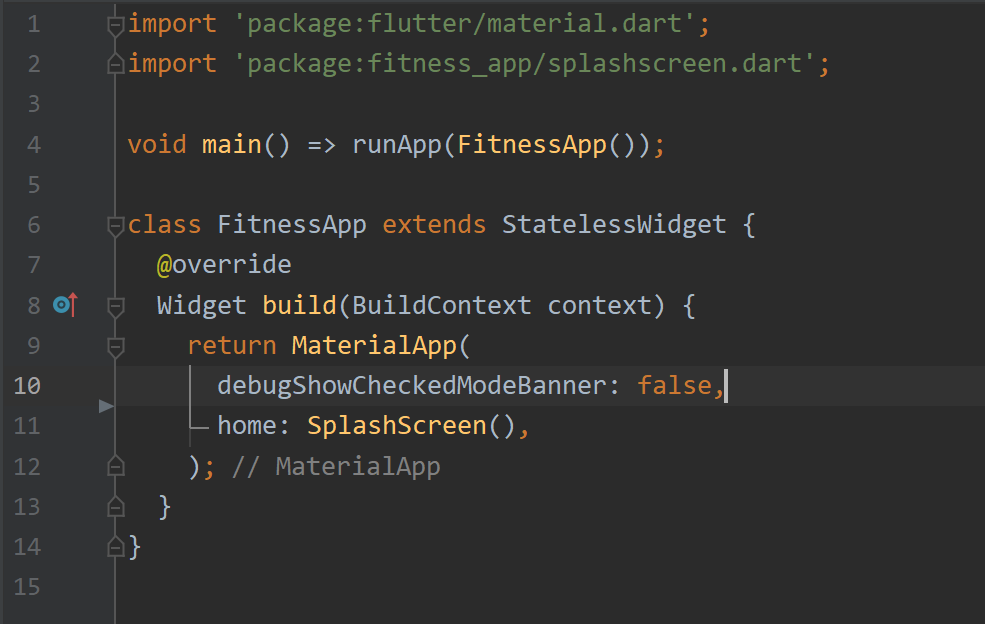 1 import 'package:flutter/material.dart';
2 import 'package:fitness_app/splashscreen.dart';
3
4 void main() => runApp(FitnessApp());
5
6 class FitnessApp extends StatelessWidget {
7   @override
8   Widget build(BuildContext context) {
9     return MaterialApp(
10       debugShowCheckedModeBanner: false,
11       home: SplashScreen(),
12     ); // MaterialApp
13   }
14 }
15